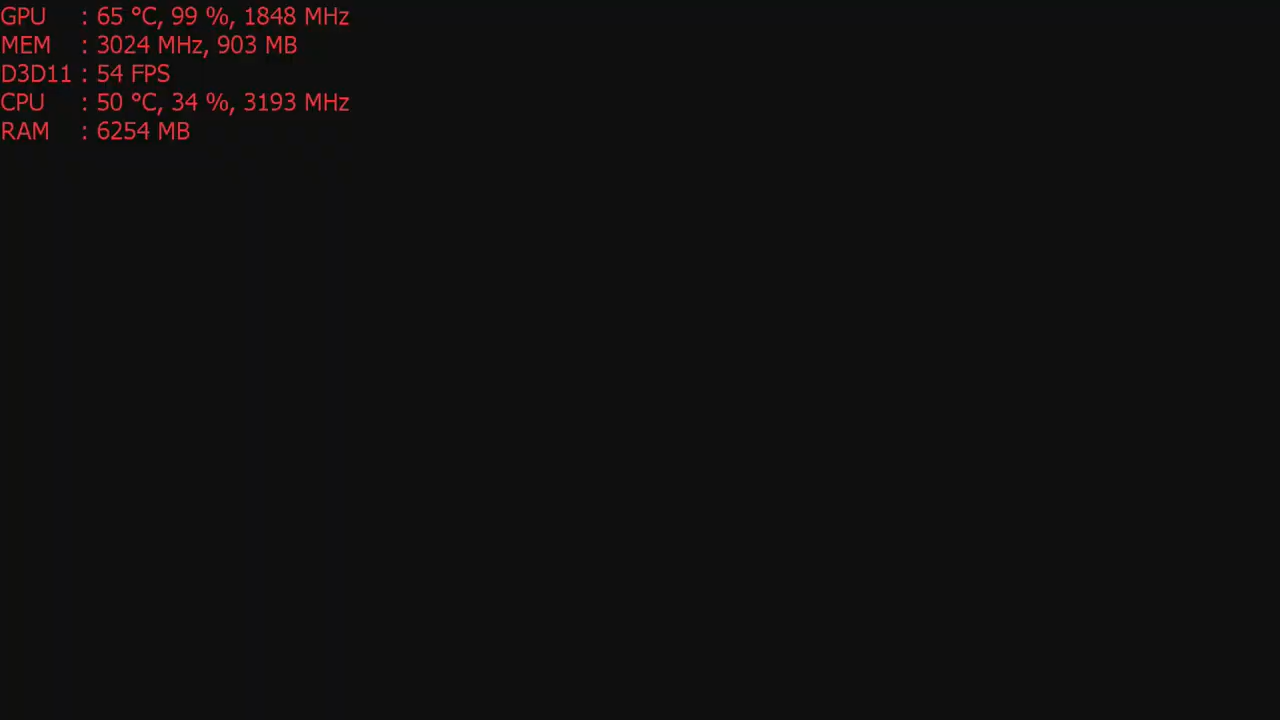 GPU : 65 °C, 99 %, 1848 MHz
MEM : 3024 MHz, 903 MB
D3D11 : 54 FPS
CPU : 50 °C, 34 %, 3193 MHz
RAM : 6254 MB